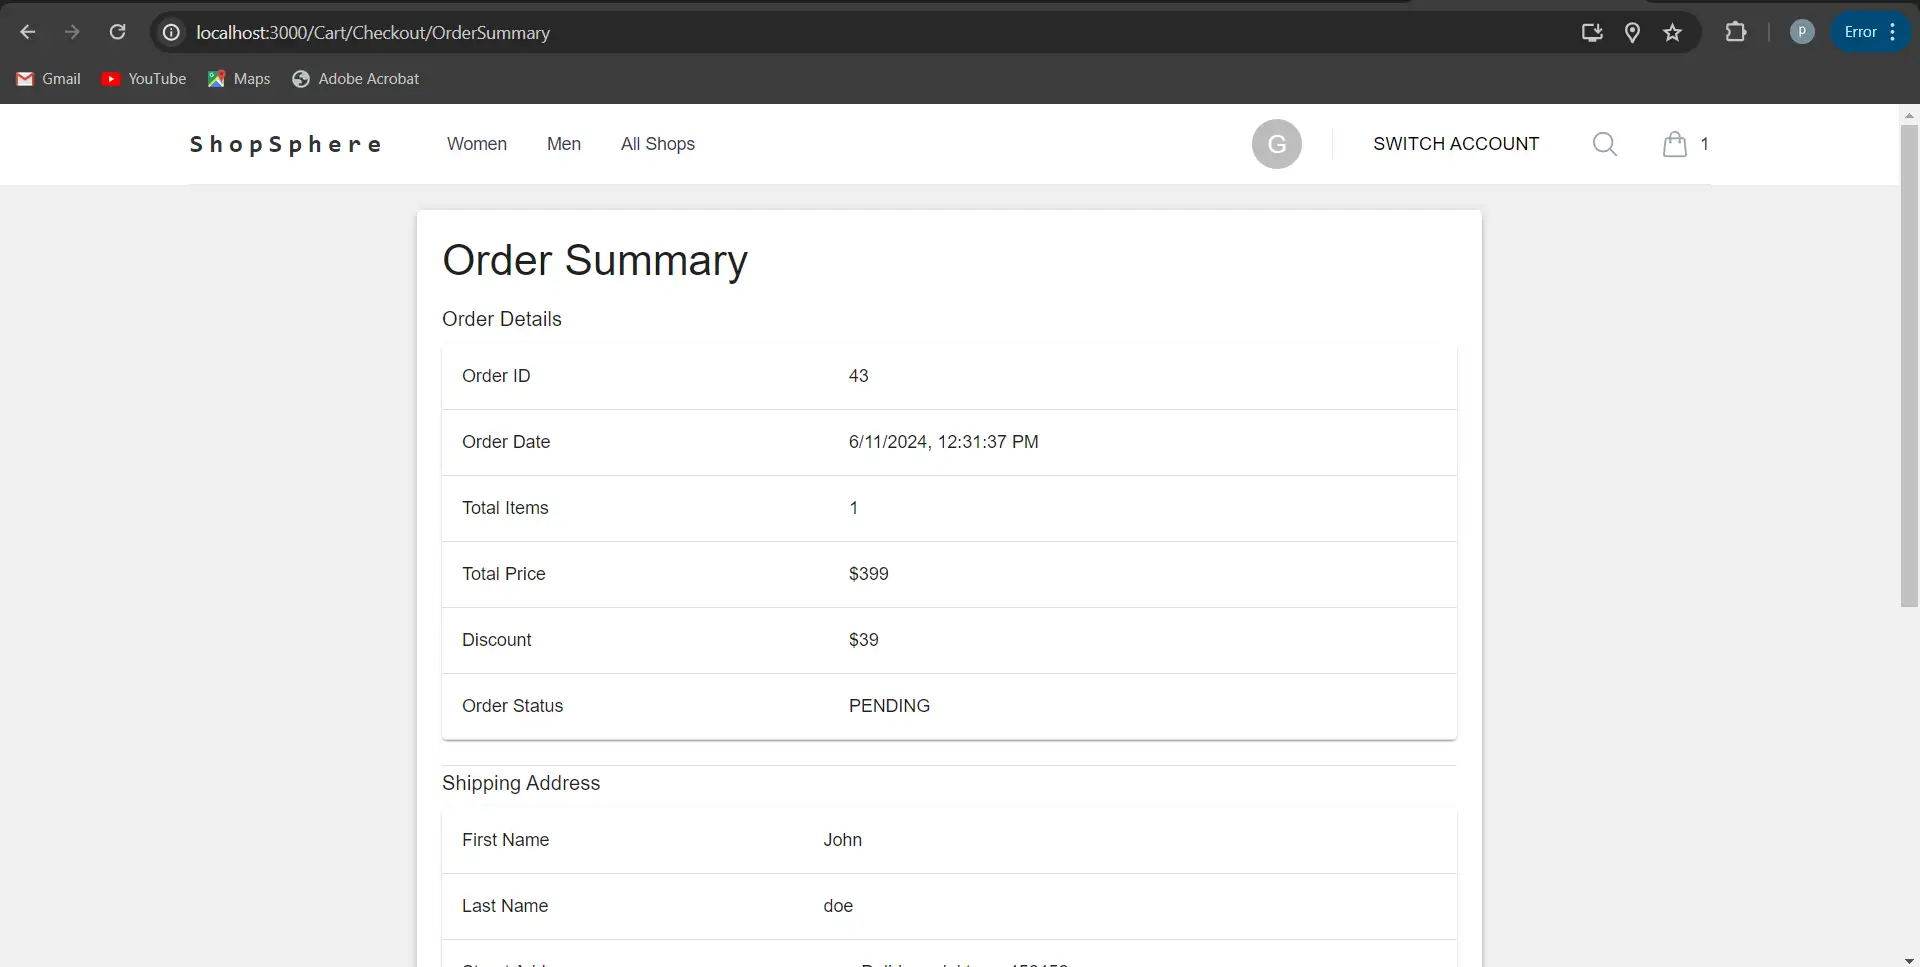 localhost:3000/Cart/Checkout/OrderSummary
P
Error
Gmail YouTube Maps Adobe Acrobat
ShopSphere Women Men All Shops G SWITCH ACCOUNT 1
Order Summary
Order Details
Order ID 43
Order Date 6/11/2024, 12:31:37 PM
Total Items 1
Total Price $399
Discount $39
Order Status PENDING
Shipping Address
First Name John
Last Name doe